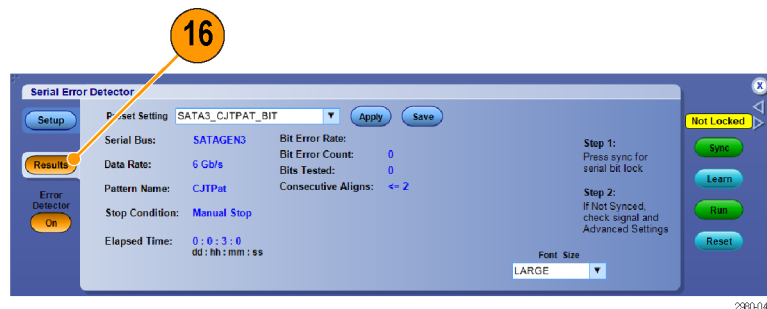 16
Serial Error Detector
X
Setup
Preset Setting SATA3_CJTPAT_BIT Apply Save
Not Locked
Serial Bus: SATAGEN3 Bit Error Rate:
Step 1:
Sync
Results
Data Rate: 6 Gb/s Bit Error Count: 0
Press sync for
serial bit lock
Bits Tested: 0
Pattern Name: CJTPat Consecutive Aligns: <= 2
Step 2:
Learn
Error
Detector
On
Stop Condition: Manual Stop
If Not Synced,
check signal and
Advanced Settings
Run
Elapsed Time: 0 : 0 : 3 : 0
dd : hh : mm : ss
Reset
Font Size
LARGE
2980-04